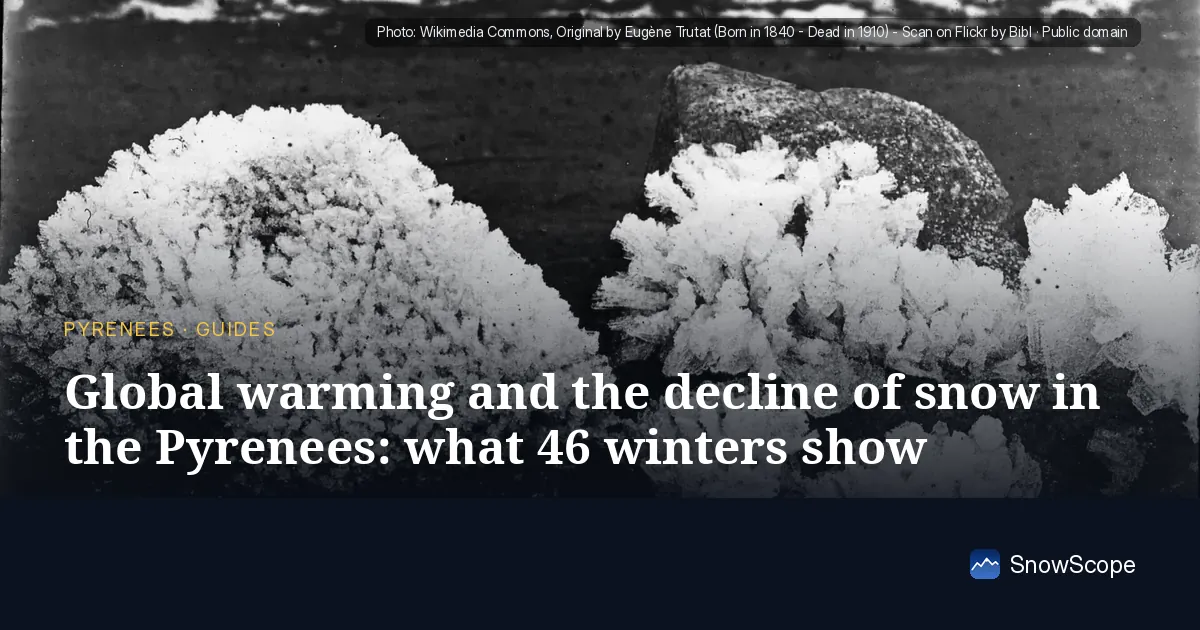 Photo: Wikimedia Commons, Original by Eugène Trutat (Born in 1840 - Dead in 1910) - Scan on Flickr by Bibl · Public domain
PYRENEES · GUIDES
Global warming and the decline of snow in
the Pyrenees: what 46 winters show
SnowScope